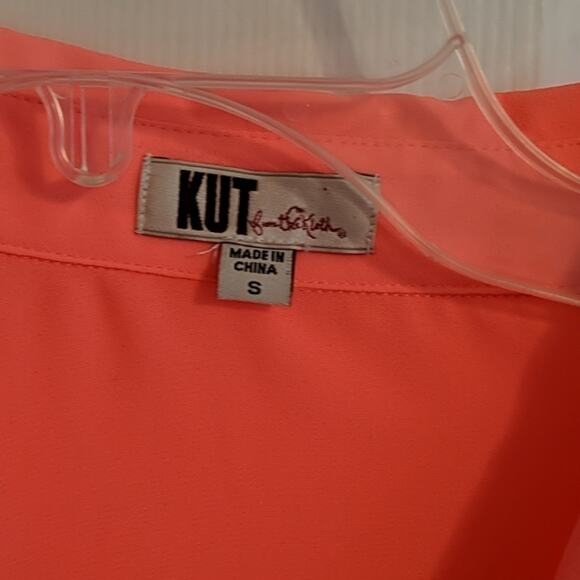 KUT from the Kloth®
MADE IN
CHINA
S